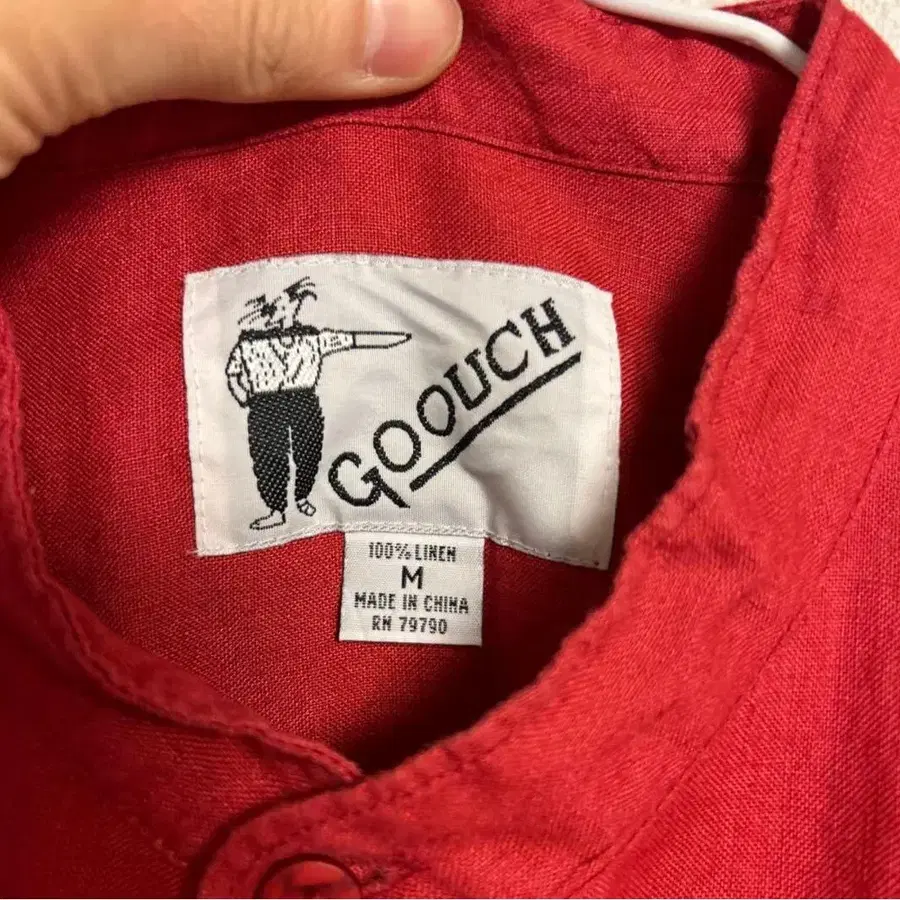 GOOUCH
100% LINEN
M
MADE IN CHINA
RN 79790